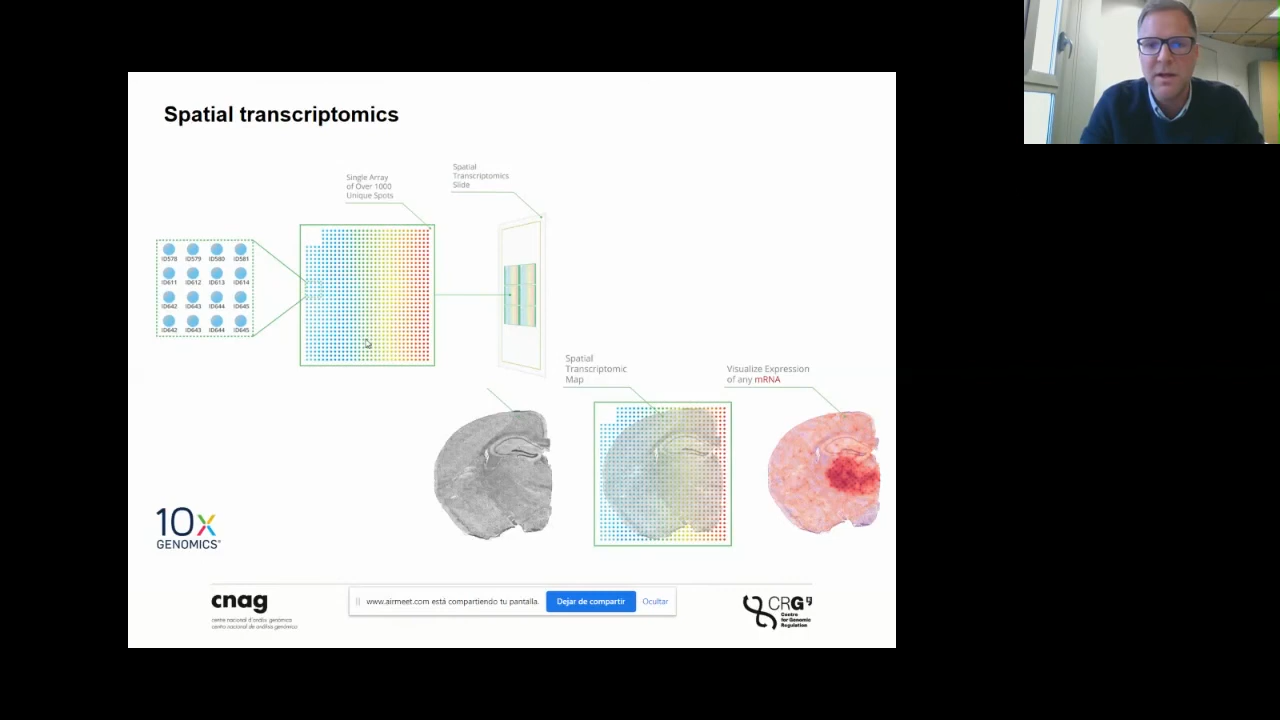 Spatial transcriptomics
Single Array
of Over 1000
Unique Spots
Spatial
Transcriptomics
Slide
ID578 ID579 ID580 ID581
ID611 ID612 ID613 ID614
ID642 ID643 ID644 ID645
ID642 ID643 ID644 ID645
Spatial
Transcriptomic
Map
Visualize Expression
of any mRNA
10x
GENOMICS
cnag
centre nacional d'anàlisi genòmica
centro nacional de análisis genómico
www.airmeet.com está compartiendo tu pantalla.
Dejar de compartir
Ocultar
CRG
Centre
for Genomic
Regulation